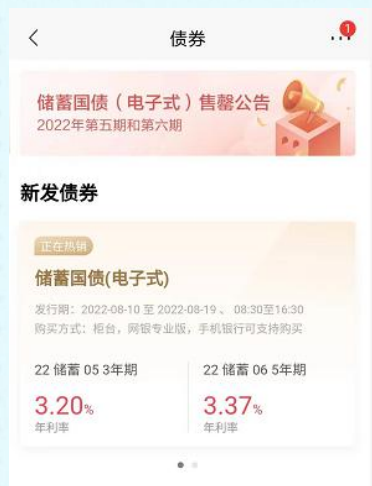 债券
1
储蓄国债（电子式）售罄公告
2022年第五期和第六期
新发债券
正在热销
储蓄国债(电子式)
发行期：2022-08-10 至 2022-08-19 、 08:30至16:30
购买方式：柜台，网银专业版，手机银行可支持购买
22 储蓄 05 3年期
22 储蓄 06 5年期
3.20%
3.37%
年利率
年利率